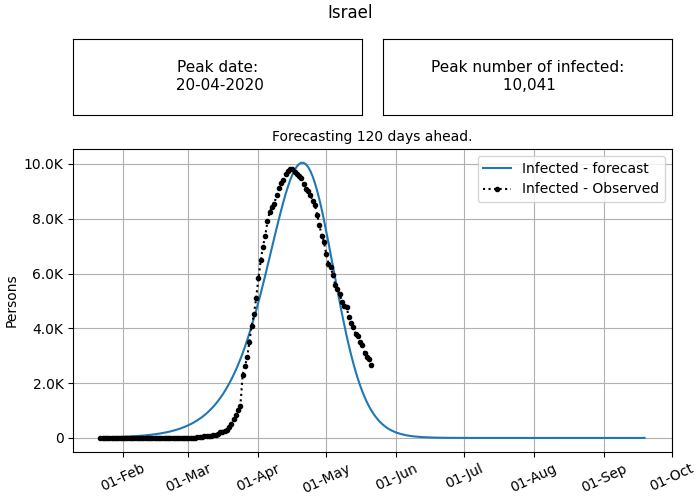 Israel
Peak date:
20-04-2020
Peak number of infected:
10,041
Forecasting 120 days ahead.
Infected - forecast
Infected - Observed
Persons
10.0K
8.0K
6.0K
4.0K
2.0K
0
01-Feb
01-Mar
01-Apr
01-May
01-Jun
01-Jul
01-Aug
01-Sep
01-Oct